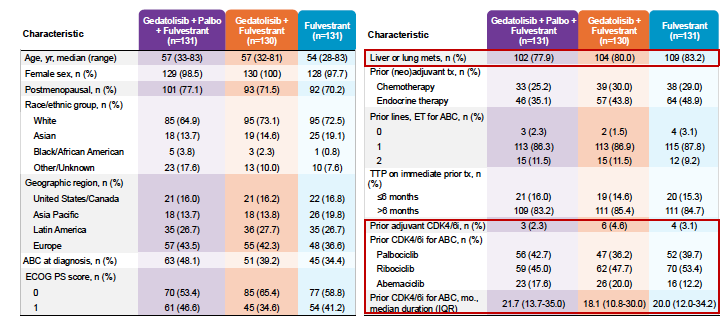 Characteristic Gedatolisib + Palbo + Fulvestrant (n=131) Gedatolisib + Fulvestrant (n=130) Fulvestrant (n=131)
Age, yr, median (range) 57 (33-83) 57 (32-81) 54 (28-83)
Female sex, n (%) 129 (98.5) 130 (100) 128 (97.7)
Postmenopausal, n (%) 101 (77.1) 93 (71.5) 92 (70.2)
Race/ethnic group, n (%)
White 85 (64.9) 95 (73.1) 95 (72.5)
Asian 18 (13.7) 19 (14.6) 25 (19.1)
Black/African American 5 (3.8) 3 (2.3) 1 (0.8)
Other/Unknown 23 (17.6) 13 (10.0) 10 (7.6)
Geographic region, n (%)
United States/Canada 21 (16.0) 21 (16.2) 22 (16.8)
Asia Pacific 18 (13.7) 18 (13.8) 26 (19.8)
Latin America 35 (26.7) 36 (27.7) 35 (26.7)
Europe 57 (43.5) 55 (42.3) 48 (36.6)
ABC at diagnosis, n (%) 63 (48.1) 51 (39.2) 45 (34.4)
ECOG PS score, n (%)
0 70 (53.4) 85 (65.4) 77 (58.8)
1 61 (46.6) 45 (34.6) 54 (41.2)
Characteristic Gedatolisib + Palbo + Fulvestrant (n=131) Gedatolisib + Fulvestrant (n=130) Fulvestrant (n=131)
Liver or lung mets, n (%) 102 (77.9) 104 (80.0) 109 (83.2)
Prior (neo)adjuvant tx, n (%)
Chemotherapy 33 (25.2) 39 (30.0) 38 (29.0)
Endocrine therapy 46 (35.1) 57 (43.8) 64 (48.9)
Prior lines, ET for ABC, n (%)
0 3 (2.3) 2 (1.5) 4 (3.1)
1 113 (86.3) 113 (86.9) 115 (87.8)
2 15 (11.5) 15 (11.5) 12 (9.2)
TTP on immediate prior tx, n
(%)
≤6 months 21 (16.0) 19 (14.6) 20 (15.3)
>6 months 109 (83.2) 111 (85.4) 111 (84.7)
Prior adjuvant CDK4/6i, n (%) 3 (2.3) 6 (4.6) 4 (3.1)
Prior CDK4/6i for ABC, n (%)
Palbociclib 56 (42.7) 47 (36.2) 52 (39.7)
Ribociclib 59 (45.0) 62 (47.7) 70 (53.4)
Abemaciclib 23 (17.6) 26 (20.0) 16 (12.2)
Prior CDK4/6i for ABC, mo.,
median duration (IQR) 21.7 (13.7-35.0) 18.1 (10.8-30.0) 20.0 (12.0-34.2)